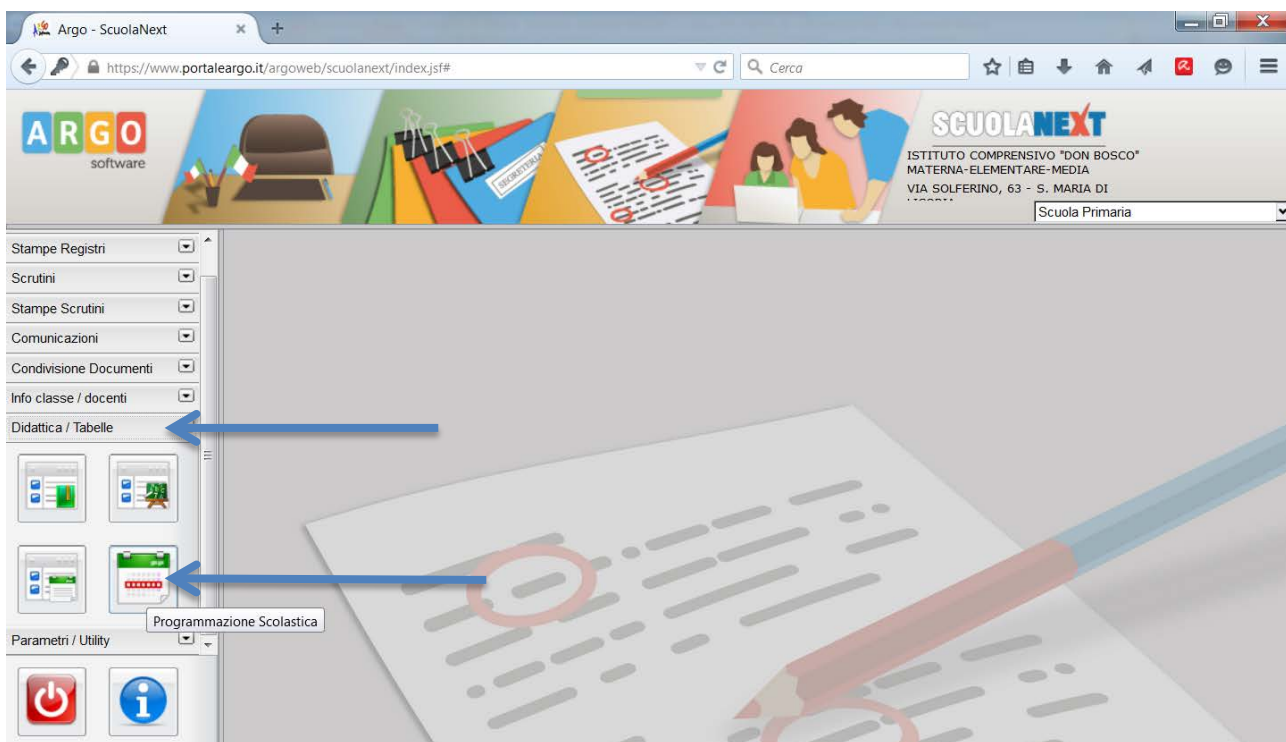 Argo - ScuolaNext
https://www.portaleargo.it/argoweb/scuolanext/index.jsf#
Cerca
ARGO
software
SEGRETERIA
SCUOLANEXT
ISTITUTO COMPRENSIVO "DON BOSCO"
MATERNA-ELEMENTARE-MEDIA
VIA SOLFERINO, 63 - S. MARIA DI
Scuola Primaria
Stampe Registri
Scrutini
Stampe Scrutini
Comunicazioni
Condivisione Documenti
Info classe / docenti
Didattica / Tabelle
Programmazione Scolastica
Parametri / Utility